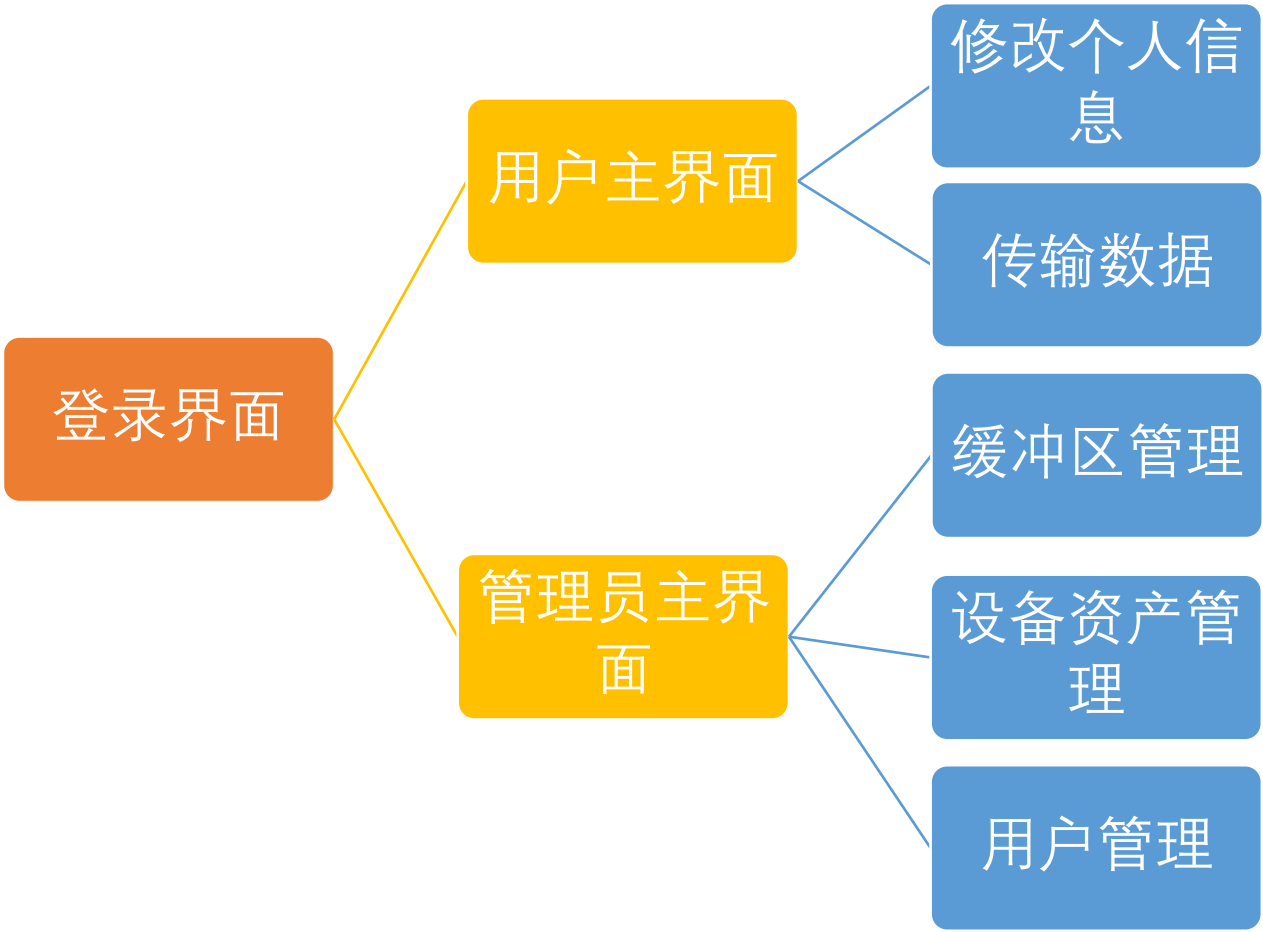 登录界面
用户主界面
管理员主界
面
修改个人信
息
传输数据
缓冲区管理
设备资产管
理
用户管理